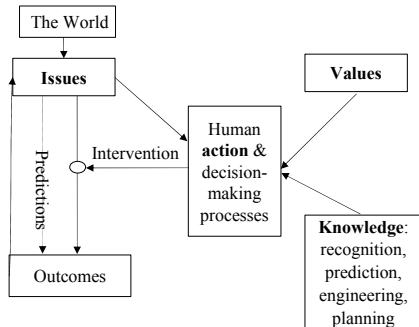 The World
Issues
Values
Human
action &
decision-
making
processes
Intervention
Predictions
Outcomes
Knowledge:
recognition,
prediction,
engineering,
planning